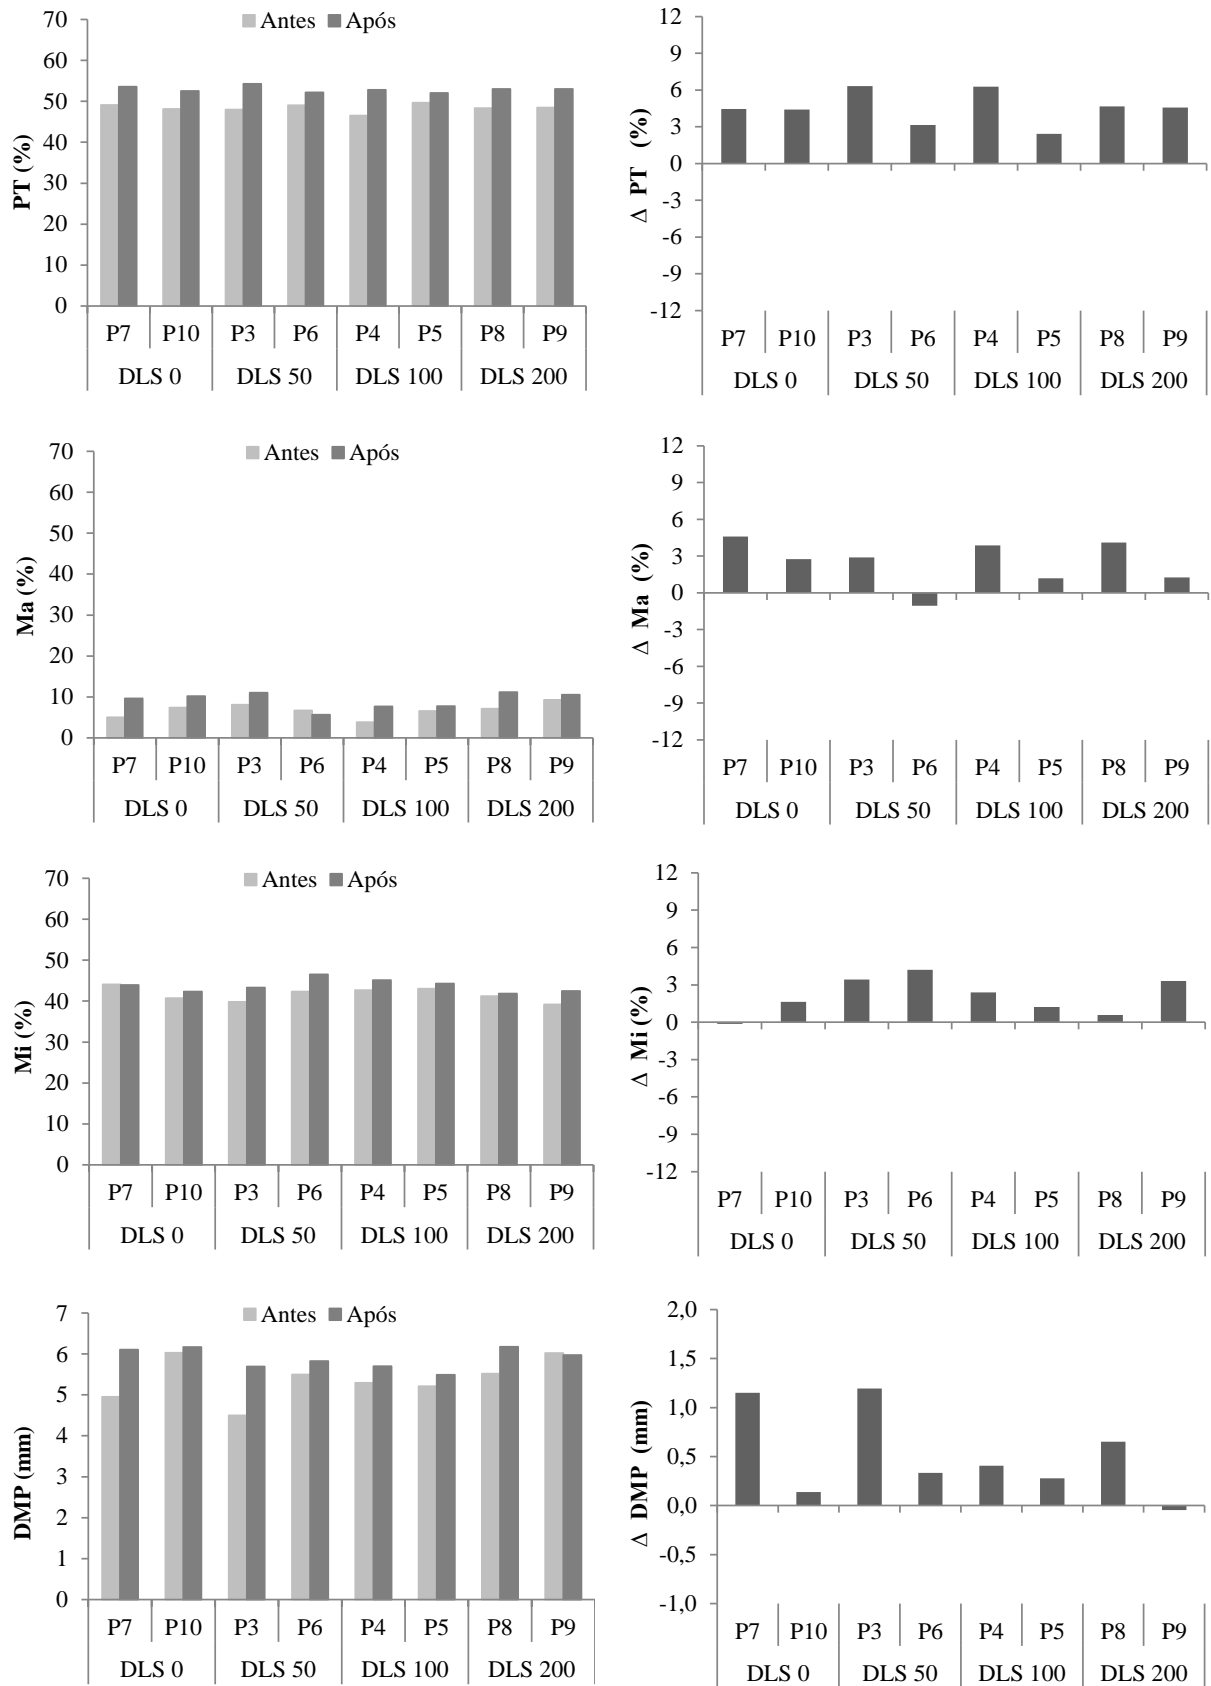 Antes Após
PT (%)
70
60
50
40
30
20
10
0
P7 P10 P3 P6 P4 P5 P8 P9
DLS 0 DLS 50 DLS 100 DLS 200
Δ PT (%)
12
9
6
3
0
-3
-6
-9
-12
P7 P10 P3 P6 P4 P5 P8 P9
DLS 0 DLS 50 DLS 100 DLS 200
Antes Após
Ma (%)
70
60
50
40
30
20
10
0
P7 P10 P3 P6 P4 P5 P8 P9
DLS 0 DLS 50 DLS 100 DLS 200
Δ Ma (%)
12
9
6
3
0
-3
-6
-9
-12
P7 P10 P3 P6 P4 P5 P8 P9
DLS 0 DLS 50 DLS 100 DLS 200
Antes Após
Mi (%)
70
60
50
40
30
20
10
0
P7 P10 P3 P6 P4 P5 P8 P9
DLS 0 DLS 50 DLS 100 DLS 200
Δ Mi (%)
12
9
6
3
0
-3
-6
-9
-12
P7 P10 P3 P6 P4 P5 P8 P9
DLS 0 DLS 50 DLS 100 DLS 200
Antes Após
DMP (mm)
7
6
5
4
3
2
1
0
P7 P10 P3 P6 P4 P5 P8 P9
DLS 0 DLS 50 DLS 100 DLS 200
Δ DMP (mm)
2,0
1,5
1,0
0,5
0,0
-0,5
-1,0
P7 P10 P3 P6 P4 P5 P8 P9
DLS 0 DLS 50 DLS 100 DLS 200